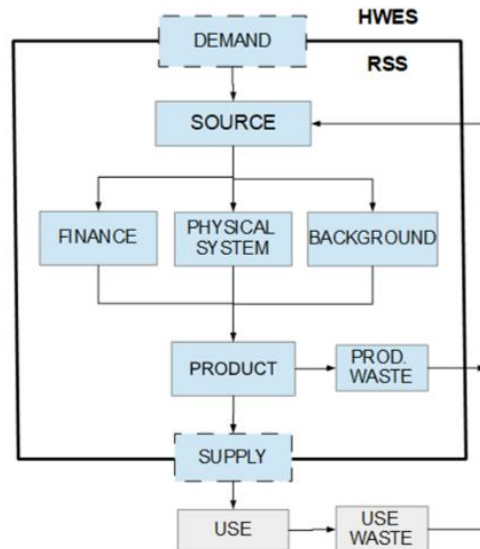 HWES
DEMAND
RSS
SOURCE
FINANCE
PHYSICAL
SYSTEM
BACKGROUND
PRODUCT
PROD.
WASTE
SUPPLY
USE
USE
WASTE